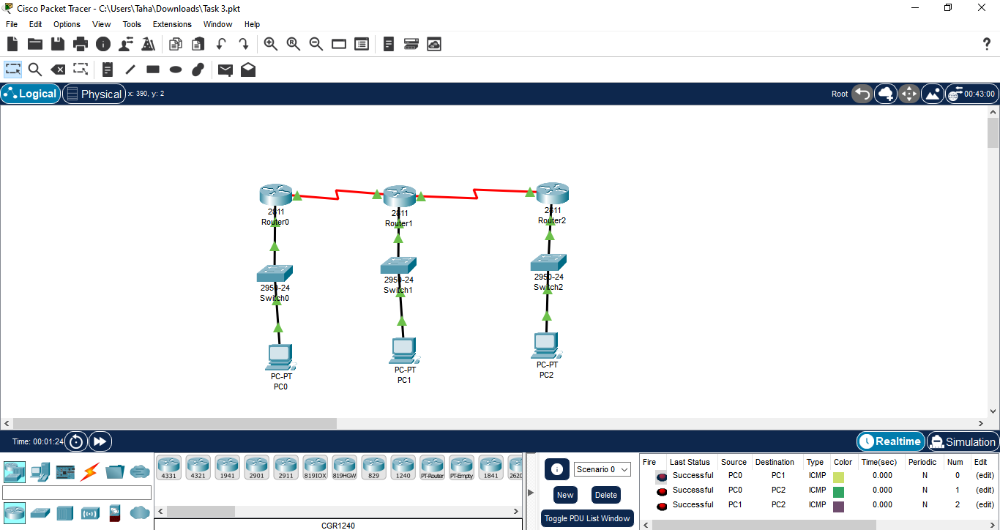 Cisco Packet Tracer - C:\Users\Taha\Downloads\Task 3.pkt
File Edit Options View Tools Extensions Window Help
Logical Physical x: 390, y: 2 Root 00:43:00
2811
Router0
2811
Router1
2811
Router2
2950-24
Switch0
2950-24
Switch1
2950-24
Switch2
PC-PT
PC0
PC-PT
PC1
PC-PT
PC2
Time: 00:01:24 Realtime Simulation
4331 4321 1941 2901 2911 819IOX 819HGW 829 1240 PT-Router PT-Empty 1841 2620
CGR1240
Scenario 0
New Delete
Toggle PDU List Window
Fire Last Status Source Destination Type Color Time(sec) Periodic Num Edit
Successful PC0 PC1 ICMP 0.000 N 0 (edit)
Successful PC0 PC2 ICMP 0.000 N 1 (edit)
Successful PC1 PC2 ICMP 0.000 N 2 (edit)